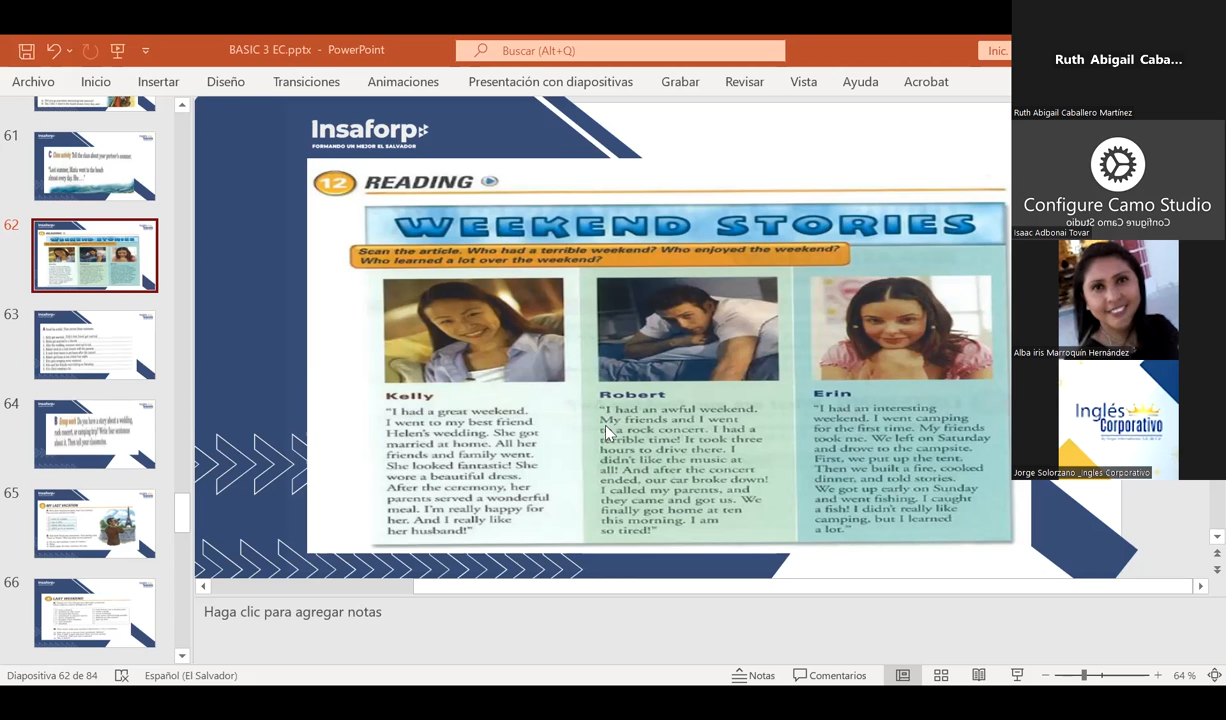 BASIC 3 EC.pptx - PowerPoint
Buscar (Alt+Q)
Inic.
Archivo Inicio Insertar Diseño Transiciones Animaciones Presentación con diapositivas Grabar Revisar Vista Ayuda Acrobat
61
62
63
64
65
66
Insaforp
FORMANDO UN MEJOR EL SALVADOR
12 READING
WEEKEND STORIES
Scan the article. Who had a terrible weekend? Who enjoyed the weekend?
Who learned a lot over the weekend?
Kelly
"I had a great weekend.
I went to my best friend
Helen's wedding. She got
married at home. All her
friends and family went.
She looked fantastic! She
wore a beautiful dress.
After the ceremony, her
parents served a wonderful
meal. I'm really happy for
her. And I really like
her husband!"
Robert
"I had an awful weekend.
My friends and I went
a rock concert. I had a
terrible time! It took three
hours to drive there. I
didn't like the music at
all! And after the concert
ended, our car broke down!
I called my parents, and
they came and got us. We
finally got home at ten
this morning. I am
so tired!"
Erin
"I had an interesting
weekend. I went camping
for the first time. My friends
took me. We left on Saturday
and drove to the campsite.
First, we put up the tent.
Then we built a fire, cooked
dinner, and told stories.
We got up early on Sunday
and went fishing. I caught
a fish! I didn't really like
camping, but I learned
a lot."
Ruth Abigail Caba...
Ruth Abigail Caballero Martínez
Configure Camo Studio
Configure Camo Studio
Isaac Adbonai Tovar
Alba iris Marroquín Hernández
Inglés
Corporativo
Jorge Solorzano _Ingles Corporativo
Haga clic para agregar notas
Diapositiva 62 de 84 Español (El Salvador) Notas Comentarios 64 %